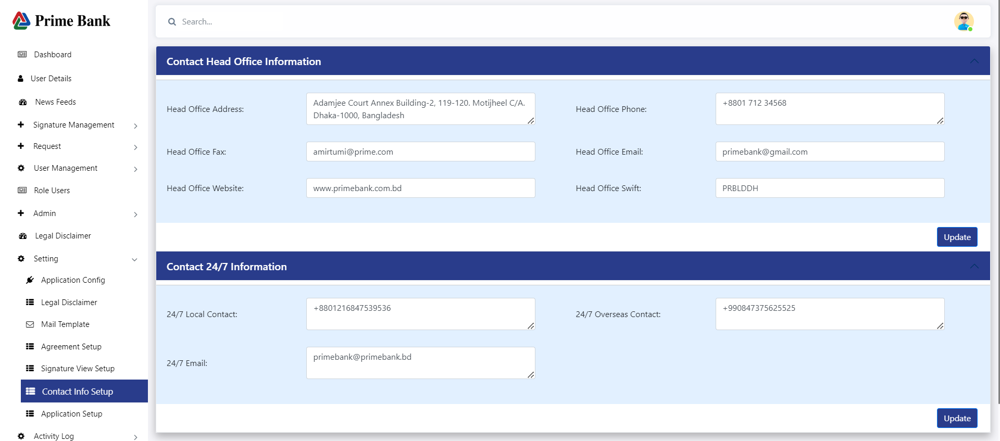 Prime Bank
Search...
Dashboard
User Details
News Feeds
Signature Management
Request
User Management
Role Users
Admin
Legal Disclaimer
Setting
Application Config
Legal Disclaimer
Mail Template
Agreement Setup
Signature View Setup
Contact Info Setup
Application Setup
Activity Log
Contact Head Office Information
Head Office Address:
Adamjee Court Annex Building-2, 119-120. Motijheel C/A.
Dhaka-1000, Bangladesh
Head Office Phone:
+8801 712 34568
Head Office Fax:
amirtumi@prime.com
Head Office Email:
primebank@gmail.com
Head Office Website:
www.primebank.com.bd
Head Office Swift:
PRBLDDH
Update
Contact 24/7 Information
24/7 Local Contact:
+8801216847539536
24/7 Overseas Contact:
+990847375625525
24/7 Email:
primebank@primebank.bd
Update